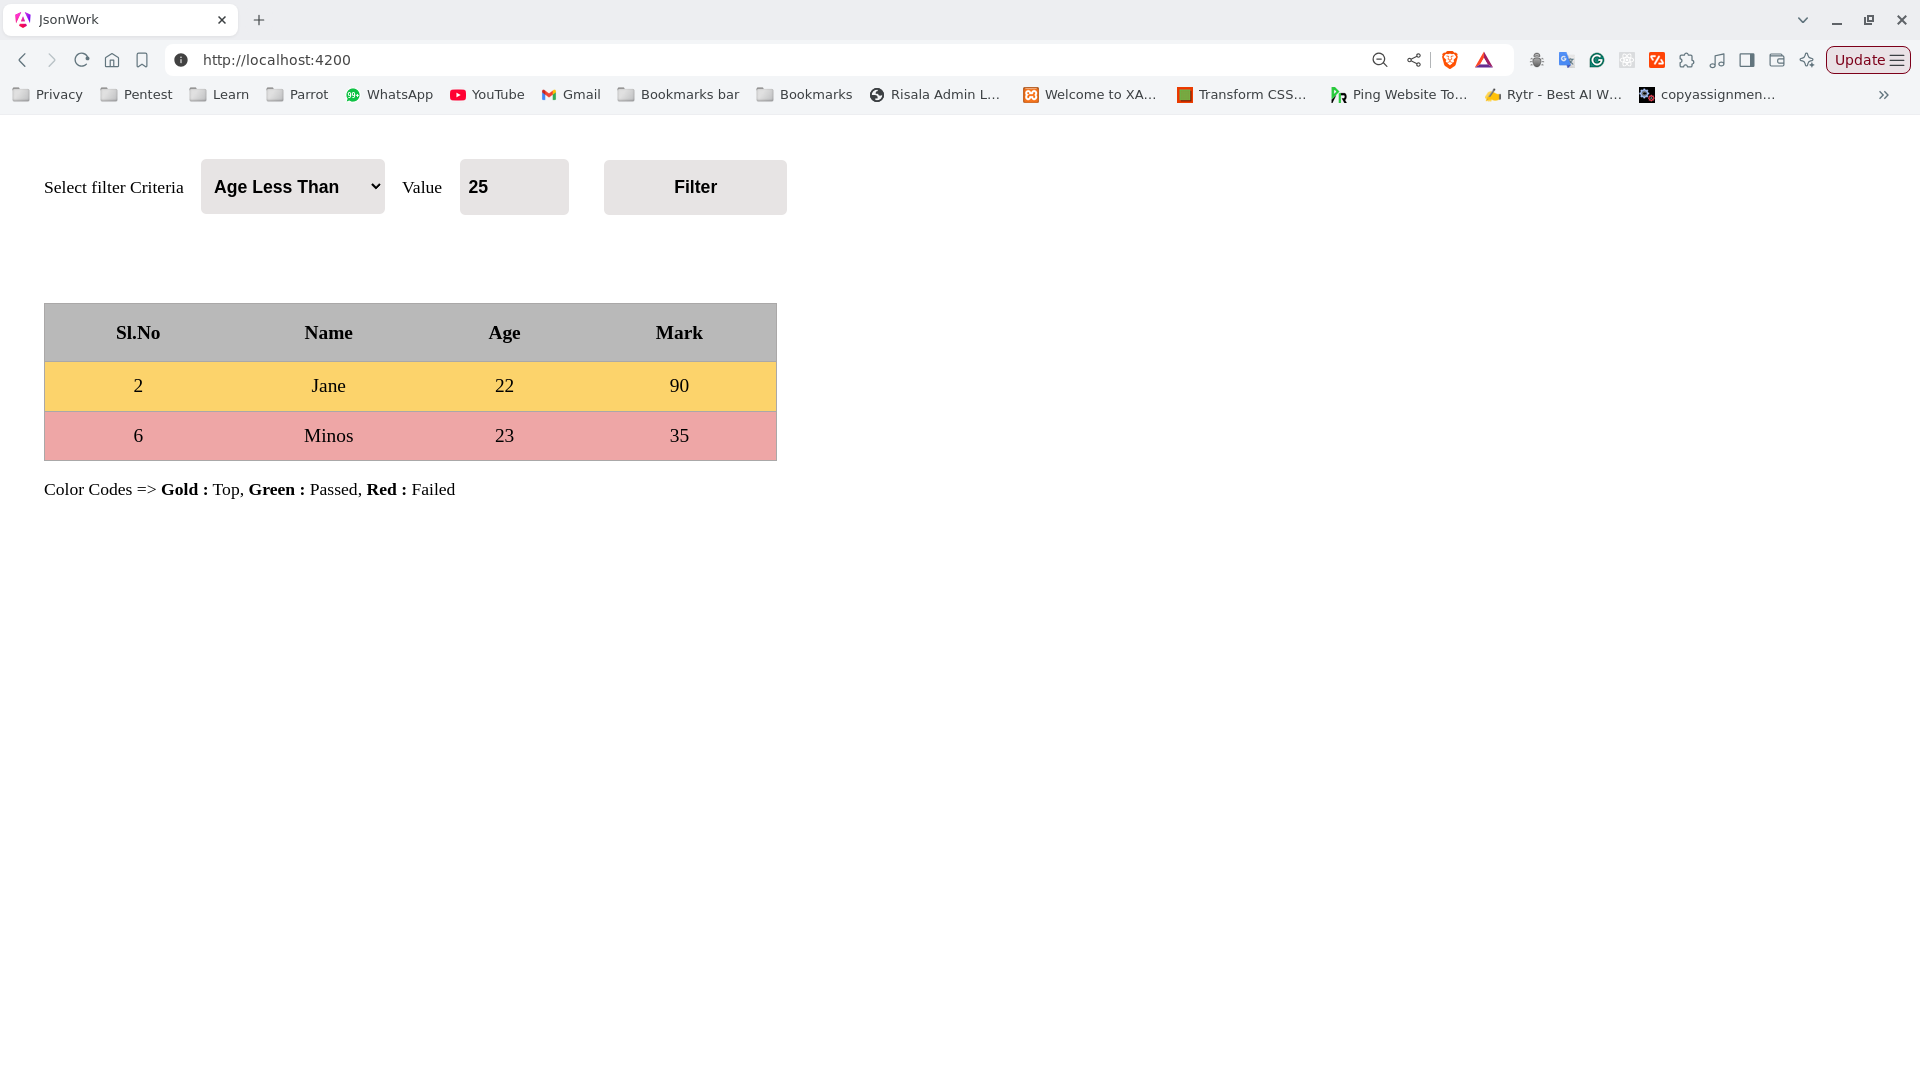 JsonWork
http://localhost:4200
Update
Privacy Pentest Learn Parrot WhatsApp YouTube Gmail Bookmarks bar Bookmarks Risala Admin L... Welcome to XA... Transform CSS... Ping Website To... Rytr - Best AI W... copyassignmen...
Select filter Criteria Age Less Than Value 25 Filter
Sl.No Name Age Mark
2 Jane 22 90
6 Minos 23 35
Color Codes => Gold : Top, Green : Passed, Red : Failed